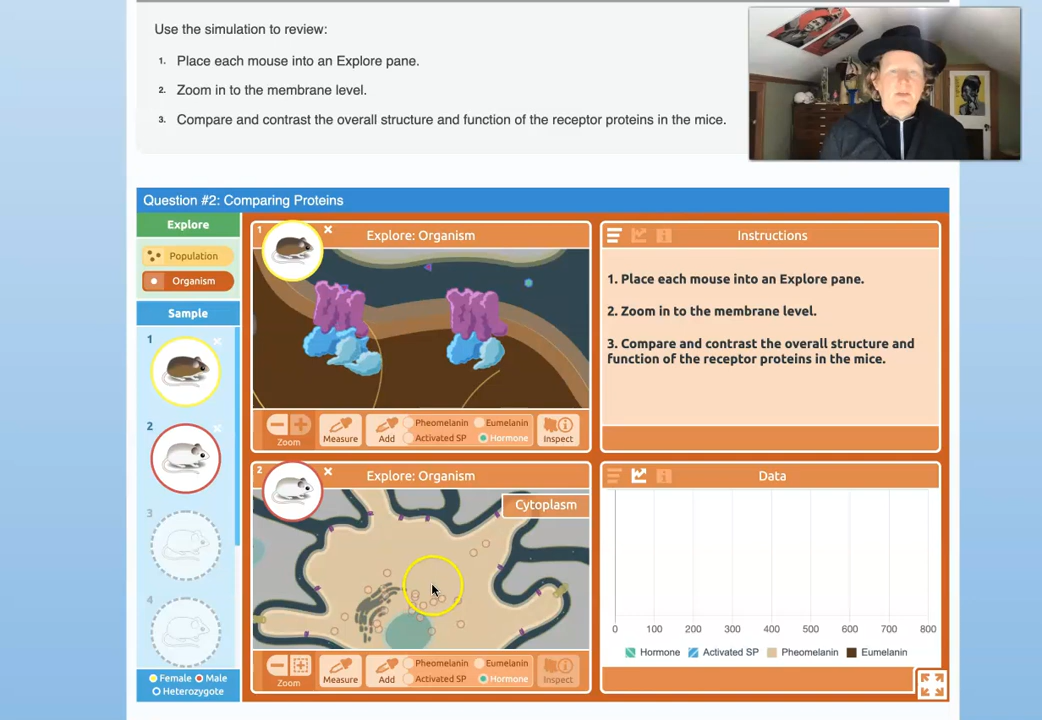 Use the simulation to review:
1. Place each mouse into an Explore pane.
2. Zoom in to the membrane level.
3. Compare and contrast the overall structure and function of the receptor proteins in the mice.
Question #2: Comparing Proteins
Explore
Population
Organism
Sample
1
2
3
4
Female Male
Heterozygote
1
Explore: Organism
Zoom
Measure
Add
Pheomelanin
Eumelanin
Activated SP
Hormone
Inspect
2
Explore: Organism
Cytoplasm
Zoom
Measure
Add
Pheomelanin
Eumelanin
Activated SP
Hormone
Inspect
Instructions
1. Place each mouse into an Explore pane.
2. Zoom in to the membrane level.
3. Compare and contrast the overall structure and
function of the receptor proteins in the mice.
Data
0 100 200 300 400 500 600 700 800
Hormone Activated SP Pheomelanin Eumelanin